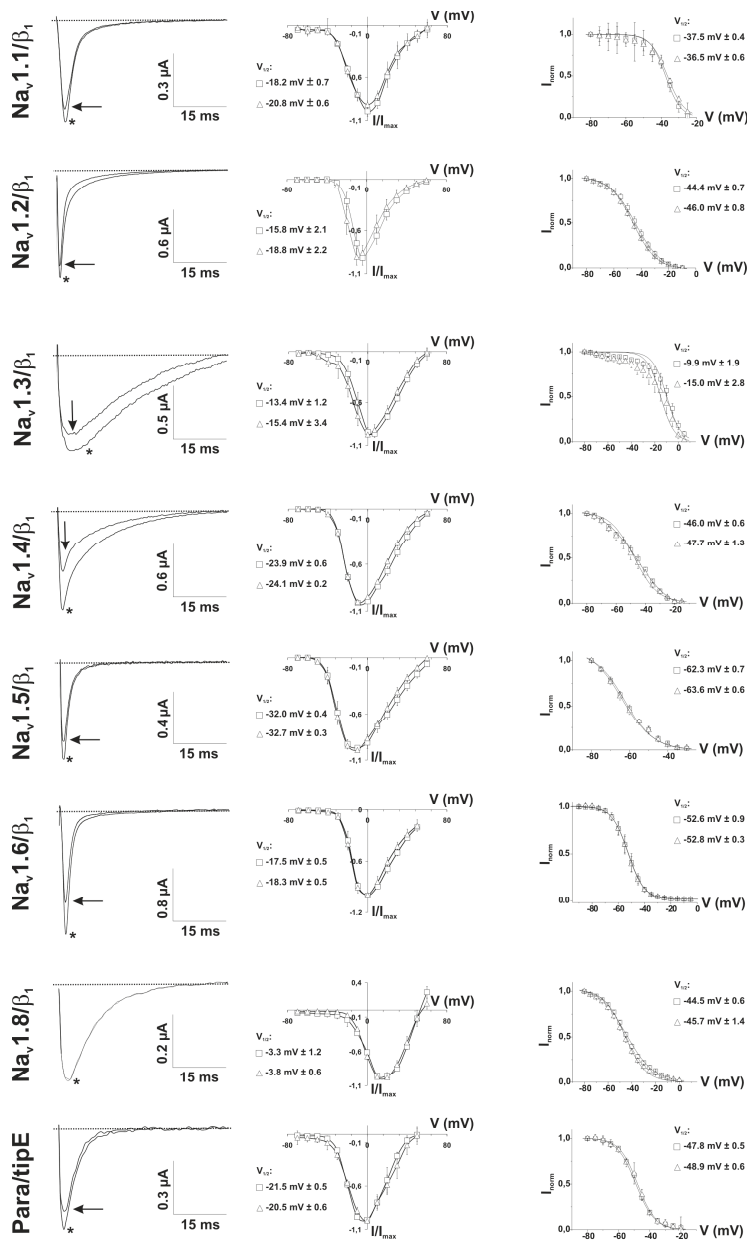 Nav1.1/β1
*
0.3 µA
15 ms
V (mV)
-80 0 80
-0,1
-0,6
-1,1
I/Imax
V1/2:
-18.2 mV ± 0.7
-20.8 mV ± 0.6
Inorm
1,0
0,5
0,0
-80 -60 -40 -20
V (mV)
V1/2:
-37.5 mV ± 0.4
-36.5 mV ± 0.6
Nav1.2/β1
*
0.6 µA
15 ms
V (mV)
-80 0 80
-0,1
-0,6
-1,1
I/Imax
V1/2:
-15.8 mV ± 2.1
-18.8 mV ± 2.2
Inorm
1,0
0,5
0,0
-80 -60 -40 -20 0
V (mV)
V1/2:
-44.4 mV ± 0.7
-46.0 mV ± 0.8
Nav1.3/β1
*
0.5 µA
15 ms
V (mV)
-80 0 80
-0,1
-0,6
-1,1
I/Imax
V1/2:
-13.4 mV ± 1.2
-15.4 mV ± 3.4
Inorm
1,0
0,5
0,0
-80 -60 -40 -20 0
V (mV)
V1/2:
-9.9 mV ± 1.9
-15.0 mV ± 2.8
Nav1.4/β1
*
0.6 µA
15 ms
V (mV)
-80 0 80
-0,1
-0,6
-1,1
I/Imax
V1/2:
-23.9 mV ± 0.6
-24.1 mV ± 0.2
Inorm
1,0
0,5
0,0
-80 -60 -40 -20
V (mV)
V1/2:
-46.0 mV ± 0.6
Nav1.5/β1
*
0.4 µA
15 ms
V (mV)
-80 0 80
-0,1
-0,6
-1,1
I/Imax
V1/2:
-32.0 mV ± 0.4
-32.7 mV ± 0.3
Inorm
1,0
0,5
0,0
-80 -60 -40 -20
V (mV)
V1/2:
-62.3 mV ± 0.7
-63.6 mV ± 0.6
Nav1.6/β1
*
0.8 µA
15 ms
V (mV)
-80 0 80
-0.6
-1.2
I/Imax
V1/2:
-17.5 mV ± 0.5
-18.3 mV ± 0.5
Inorm
1,0
0,5
0.0
-80 -60 -40 -20 0
V (mV)
V1/2:
-52.6 mV ± 0.9
-52.8 mV ± 0.3
Nav1.8/β1
*
0.2 µA
15 ms
0,4
V (mV)
-80 80
-0,1
-0,6
-1,1
I/Imax
V1/2:
-3.3 mV ± 1.2
-3.8 mV ± 0.6
Inorm
1,0
0,5
0,0
-80 -60 -40 -20 0
V (mV)
V1/2:
-44.5 mV ± 0.6
-45.7 mV ± 1.4
Para/tipE
*
0.3 µA
15 ms
V (mV)
-80 0 80
-0,1
-0,6
-1,1
I/Imax
V1/2:
-21.5 mV ± 0.5
-20.5 mV ± 0.6
Inorm
1,0
0,5
0,0
-80 -60 -40 -20
V (mV)
V1/2:
-47.8 mV ± 0.5
-48.9 mV ± 0.6